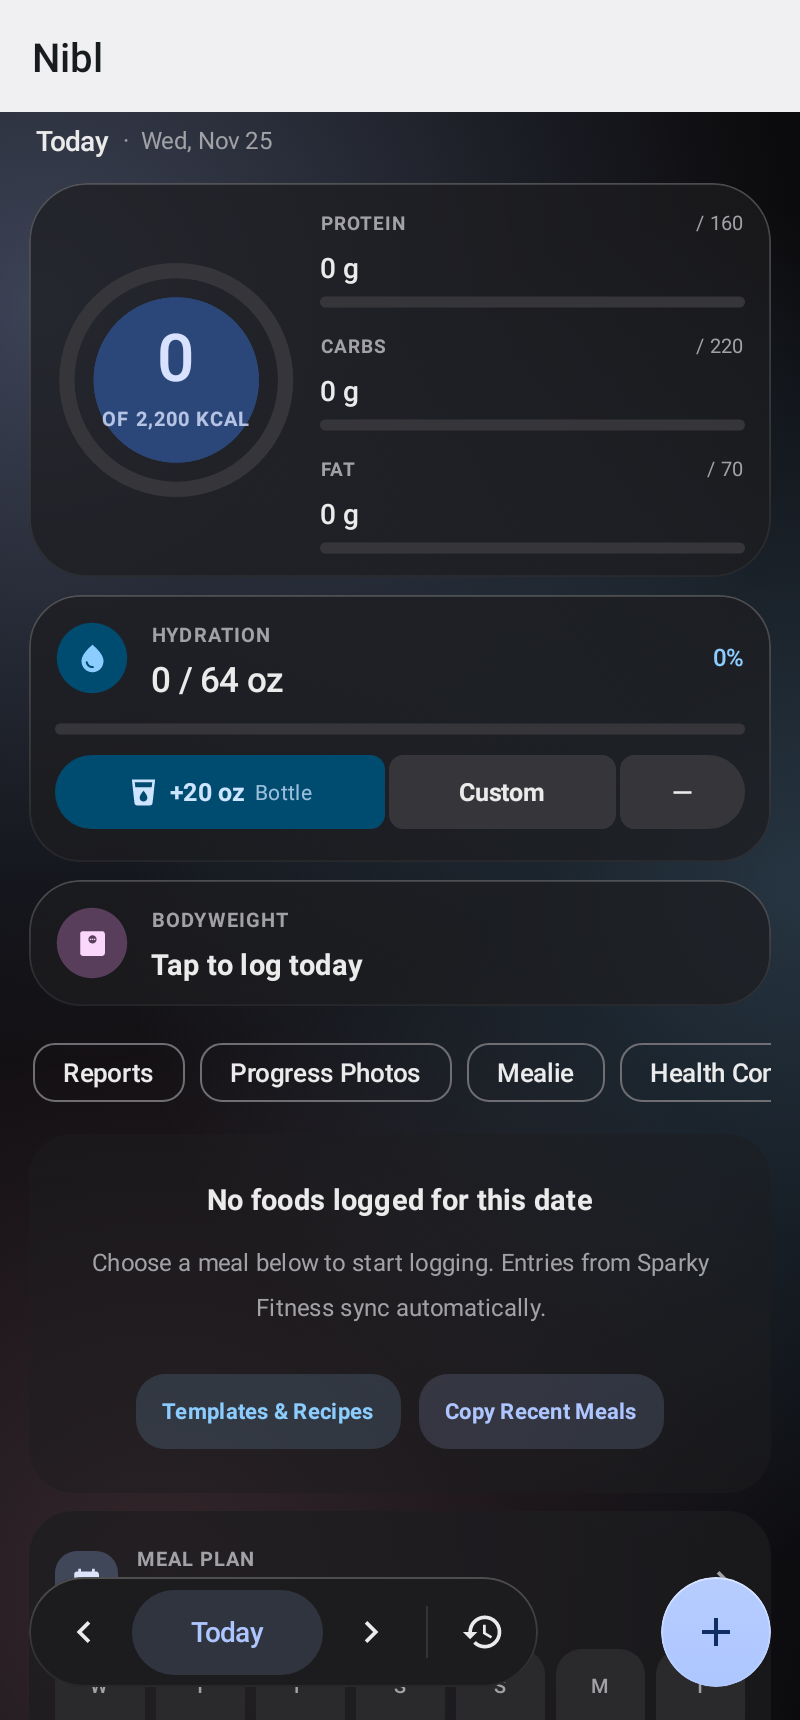 Nibl
Today · Wed, Nov 25
PROTEIN / 160
0 g
CARBS / 220
0 g
FAT / 70
0 g
0
OF 2,200 KCAL
HYDRATION
0 / 64 oz
0%
+20 oz Bottle
Custom
—
BODYWEIGHT
Tap to log today
Reports
Progress Photos
Mealie
Health Cor
No foods logged for this date
Choose a meal below to start logging. Entries from Sparky
Fitness sync automatically.
Templates & Recipes
Copy Recent Meals
MEAL PLAN
Today
M